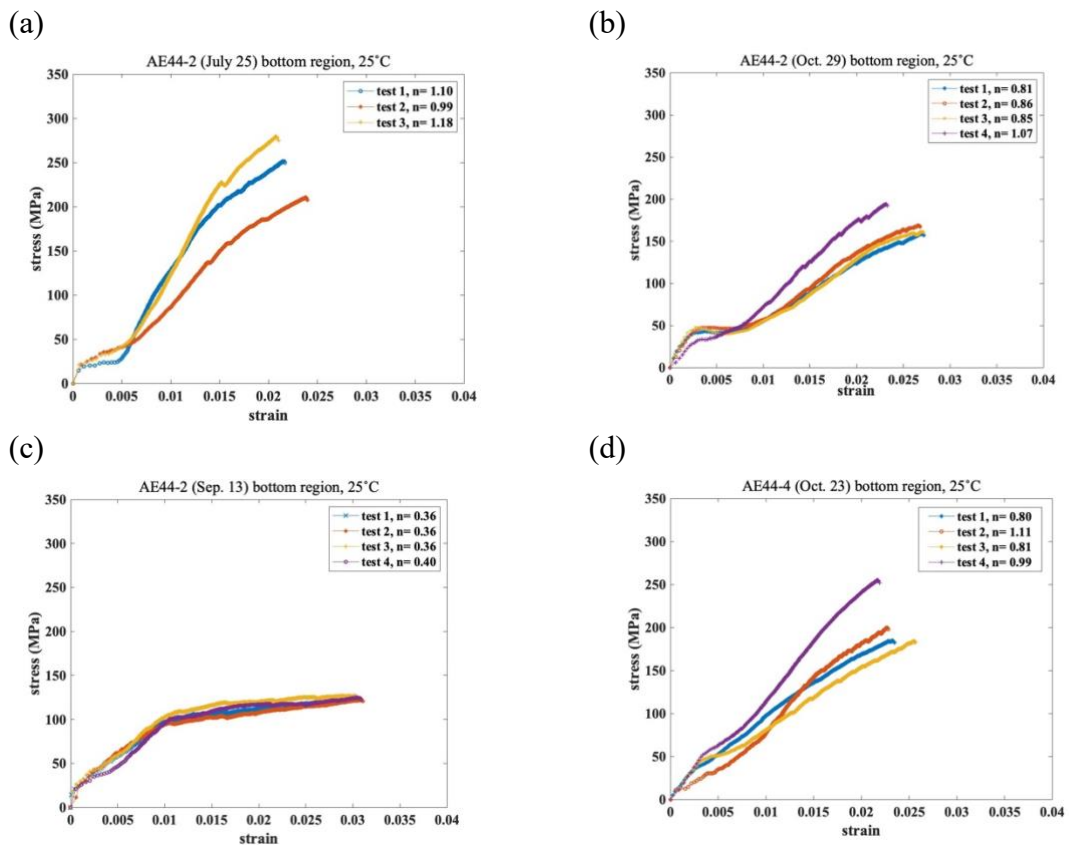 (a)
AE44-2 (July 25) bottom region, 25˚C
350
300
250
200
150
100
50
0
stress (MPa)
test 1, n= 1.10
test 2, n= 0.99
test 3, n= 1.18
0 0.005 0.01 0.015 0.02 0.025 0.03 0.035 0.04
strain
(b)
AE44-2 (Oct. 29) bottom region, 25˚C
350
300
250
200
150
100
50
0
stress (MPa)
test 1, n= 0.81
test 2, n= 0.86
test 3, n= 0.85
test 4, n= 1.07
0 0.005 0.01 0.015 0.02 0.025 0.03 0.035 0.04
strain
(c)
AE44-2 (Sep. 13) bottom region, 25˚C
350
300
250
200
150
100
50
0
stress (MPa)
test 1, n= 0.36
test 2, n= 0.36
test 3, n= 0.36
test 4, n= 0.40
0 0.005 0.01 0.015 0.02 0.025 0.03 0.035 0.04
strain
(d)
AE44-4 (Oct. 23) bottom region, 25˚C
350
300
250
200
150
100
50
0
stress (MPa)
test 1, n= 0.80
test 2, n= 1.11
test 3, n= 0.81
test 4, n= 0.99
0 0.005 0.01 0.015 0.02 0.025 0.03 0.035 0.04
strain